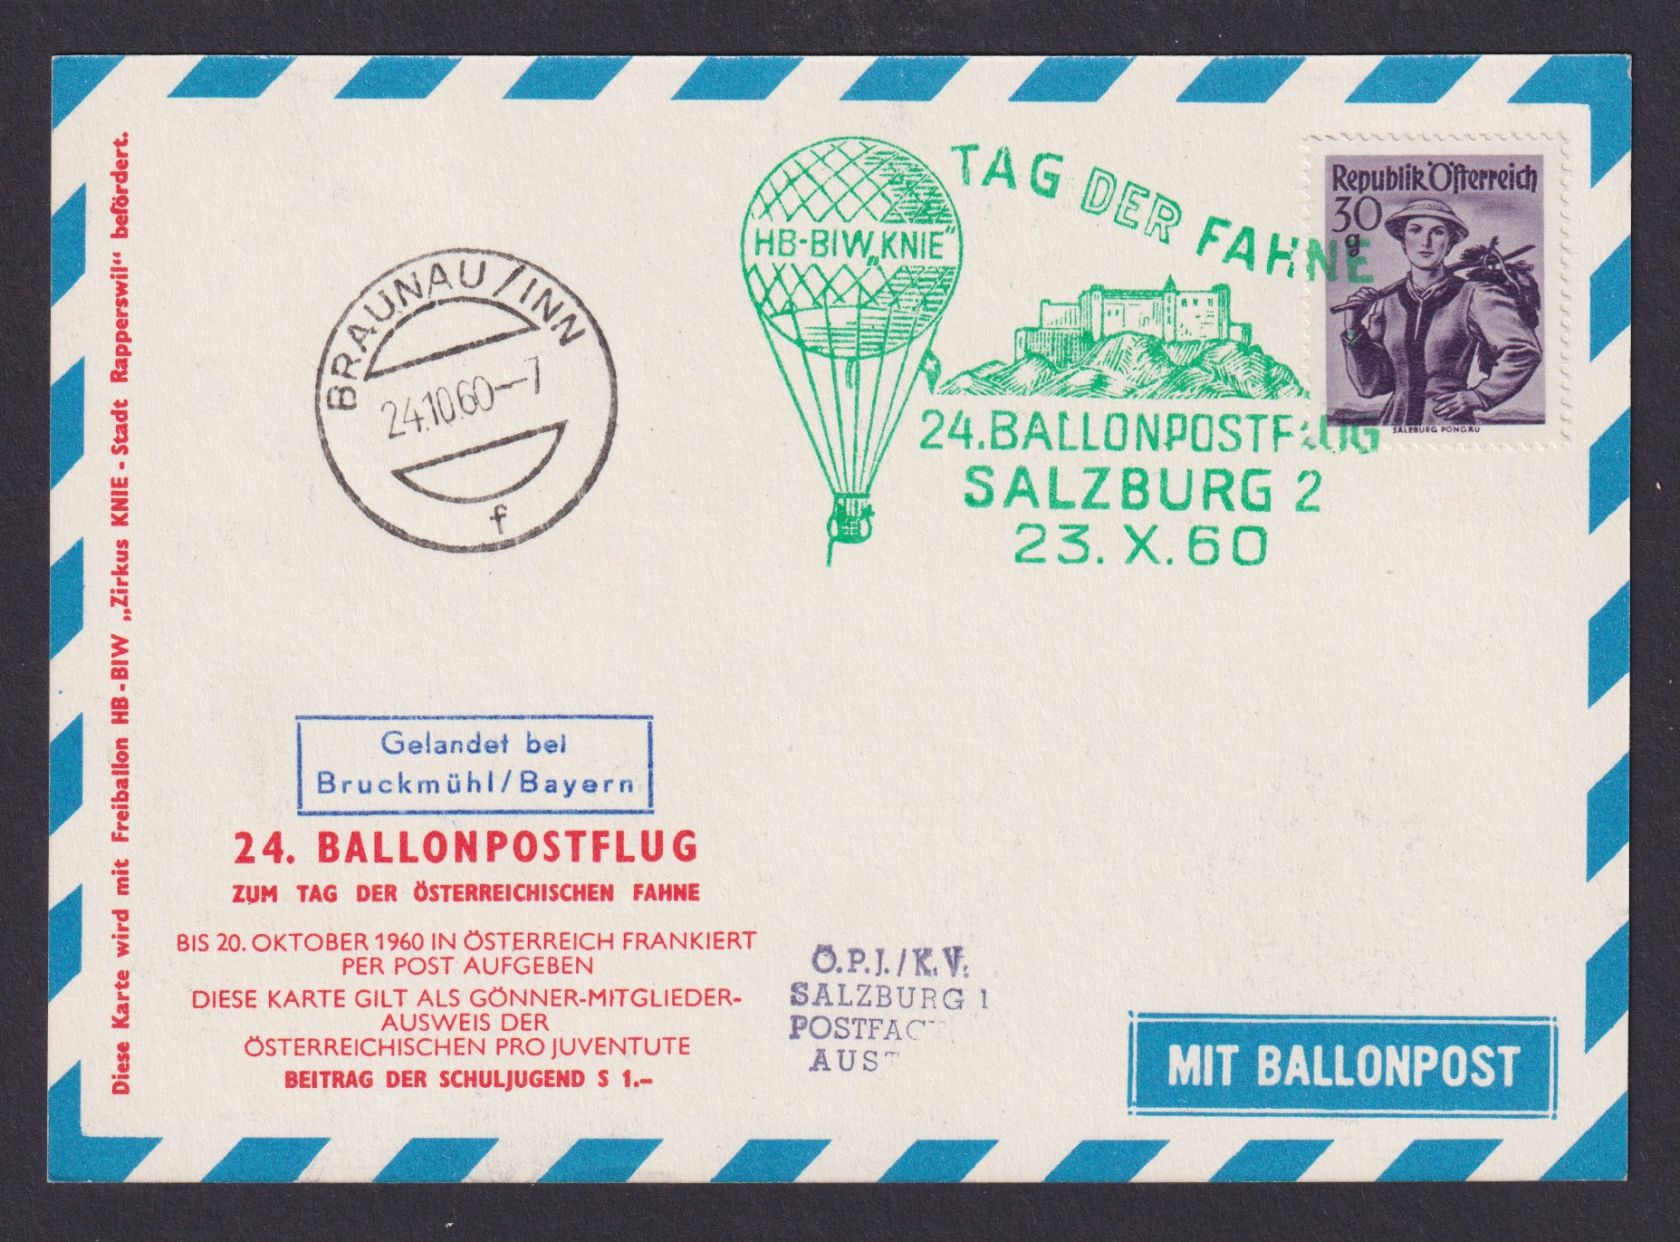 Diese Karte wird mit Freiballon HB-BIW „Zirkus KNIE - Stadt Rapperswil“ befördert.
BRAUNAU/INN
24.10.60—7
f
HB-BIW „KNIE“
TAG DER FAHNE
24. BALLONPOSTFLUG
SALZBURG 2
23. X. 60
Republik Österreich
30
g
SALZBURG PONGAU
Gelandet bei
Bruckmühl/Bayern
24. BALLONPOSTFLUG
ZUM TAG DER ÖSTERREICHISCHEN FAHNE
BIS 20. OKTOBER 1960 IN ÖSTERREICH FRANKIERT
PER POST AUFGEBEN
DIESE KARTE GILT ALS GÖNNER-MITGLIEDER-
AUSWEIS DER
ÖSTERREICHISCHEN PRO JUVENTUTE
BEITRAG DER SCHULJUGEND S 1.–
Ö.P.J./K.V.
SALZBURG 1
MIT BALLONPOST